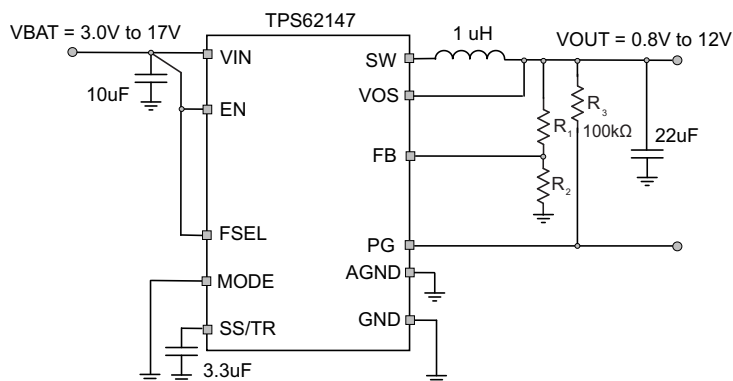 TPS62147
VBAT = 3.0V to 17V
1 uH
VOUT = 0.8V to 12V
VIN
SW
10uF
EN
VOS
R3
R1
100kΩ
22uF
FB
R2
FSEL
PG
MODE
AGND
SS/TR
GND
3.3uF